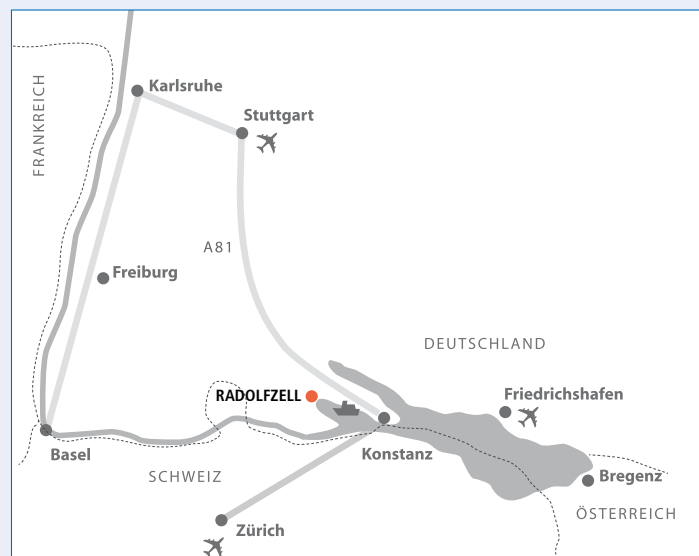 Karlsruhe
FRANKREICH
Stuttgart
A81
Freiburg
DEUTSCHLAND
RADOLFZELL
Friedrichshafen
Basel
Konstanz
SCHWEIZ
Bregenz
ÖSTERREICH
Zürich